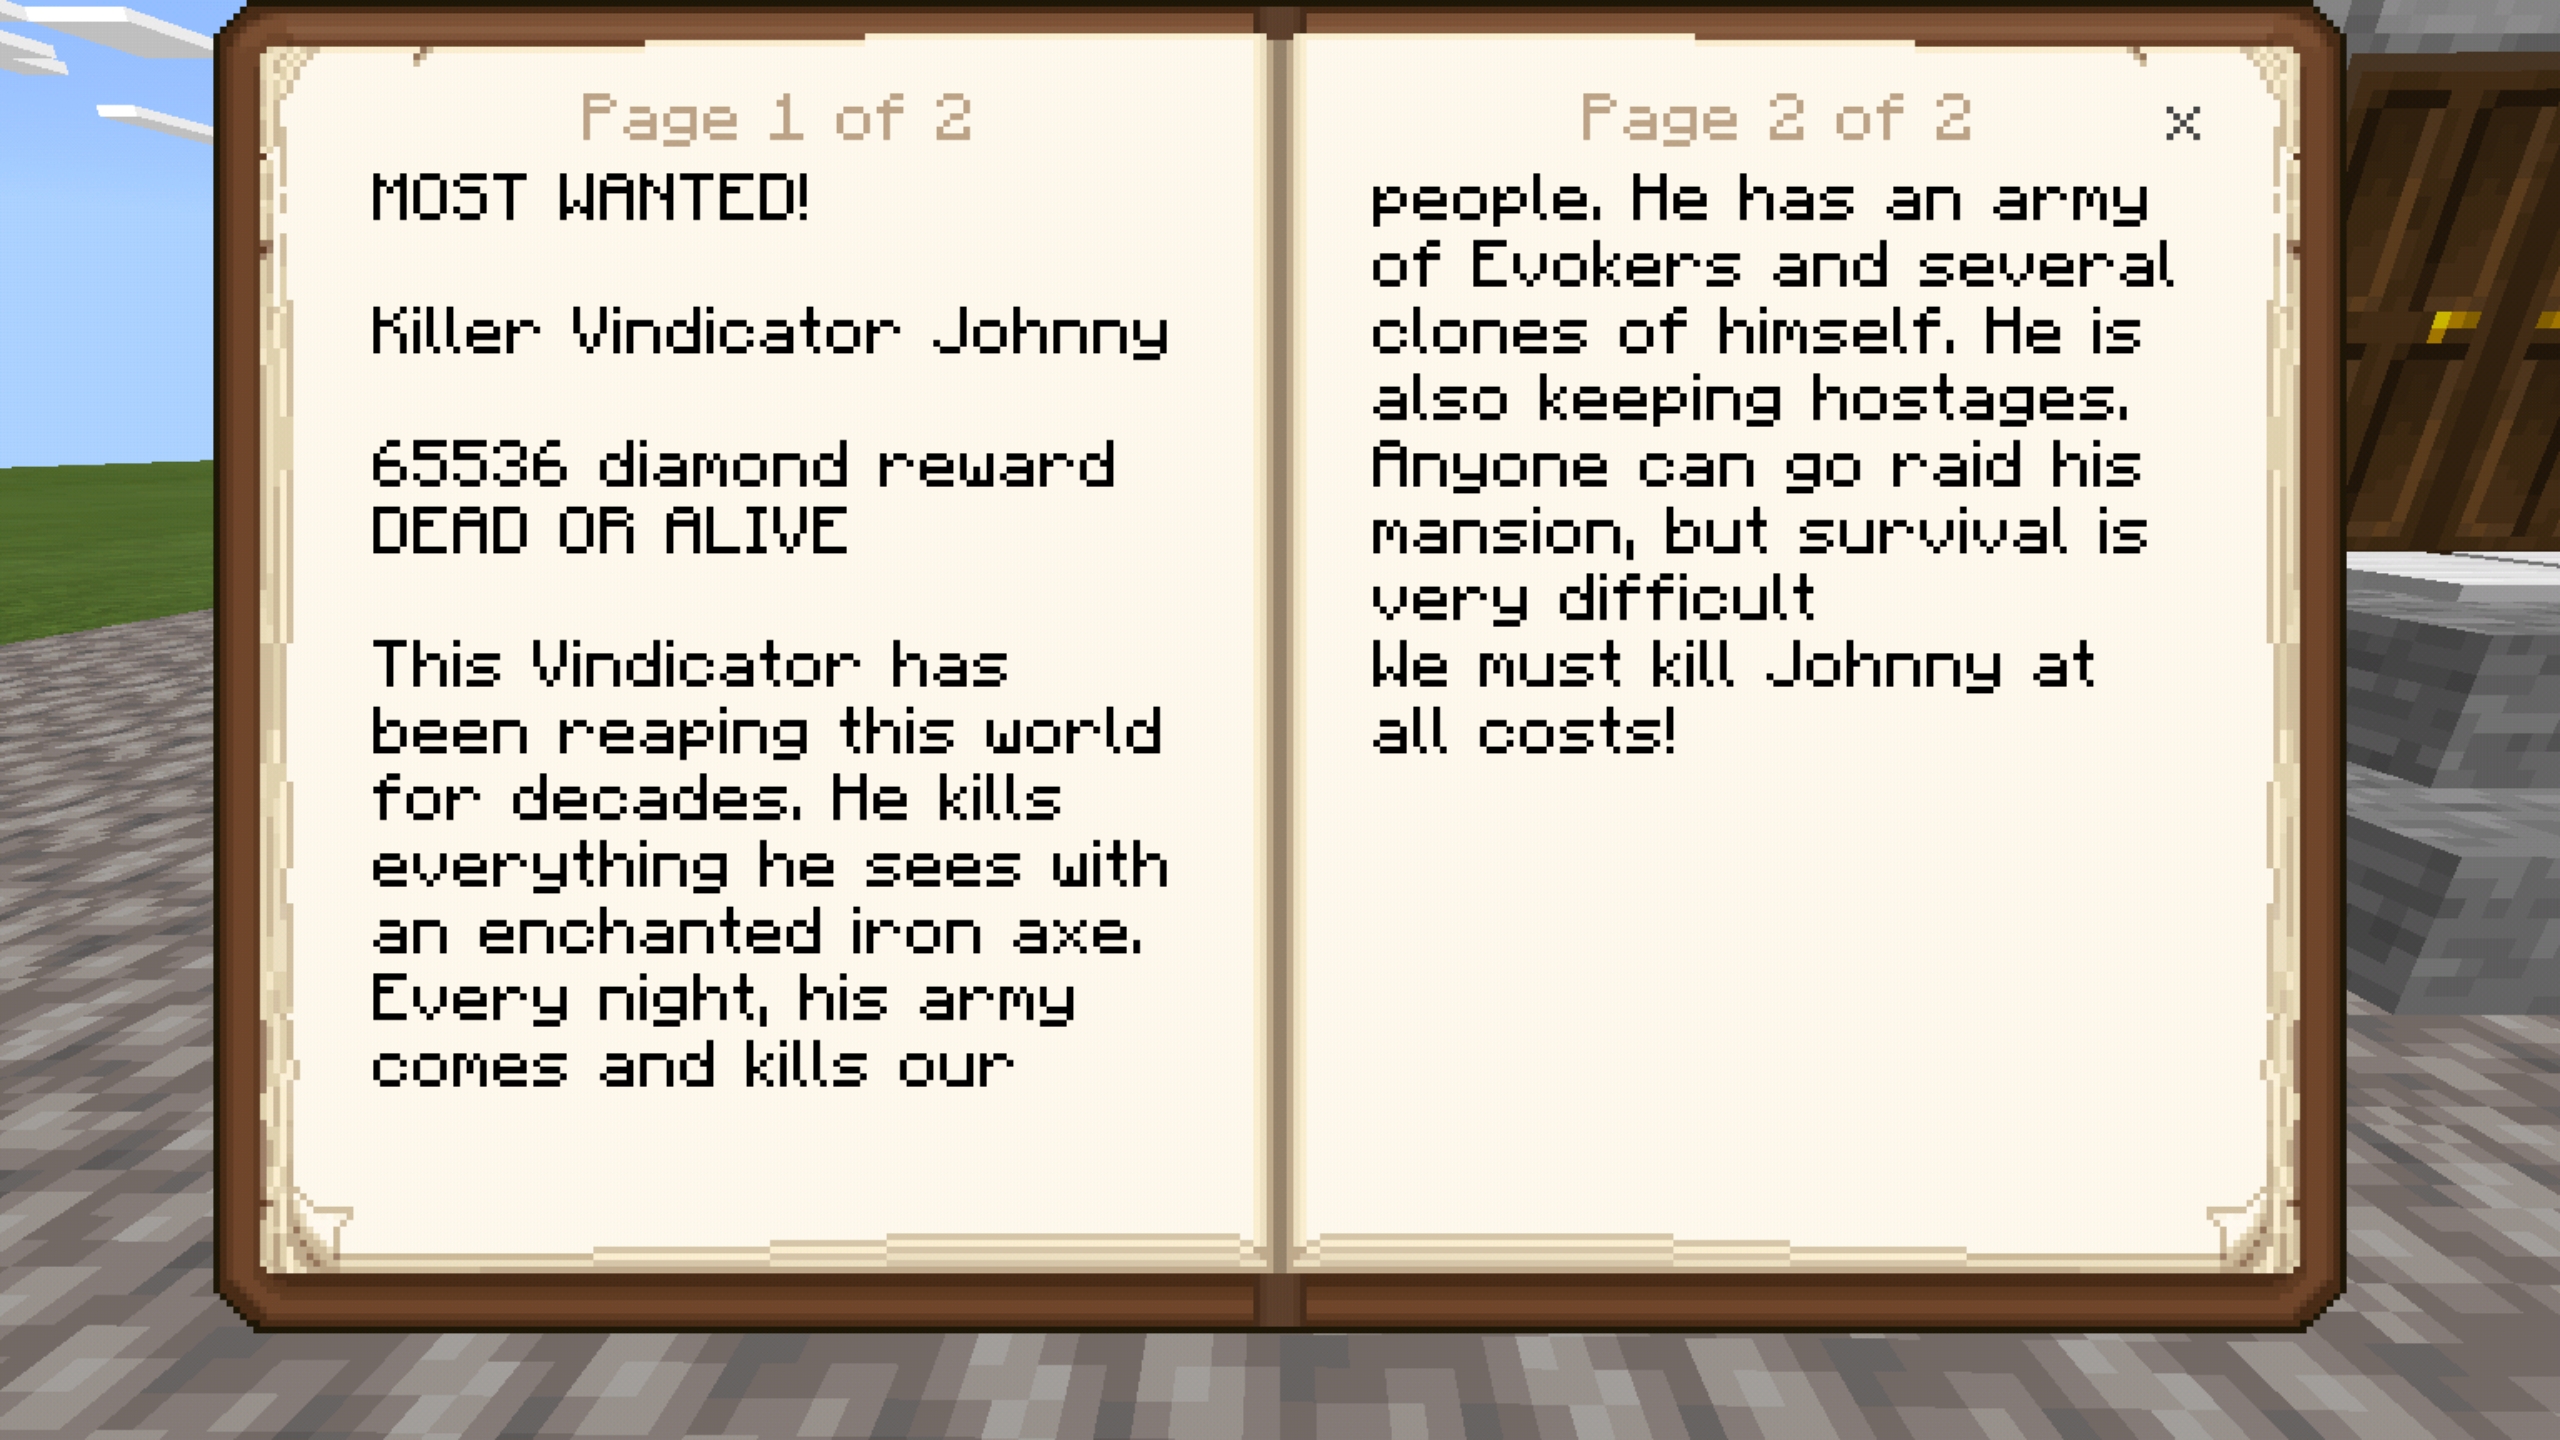 Page 1 of 2
MOST WANTED!
Killer Vindicator Johnny
65536 diamond reward
DEAD OR ALIVE
This Vindicator has
been reaping this world
for decades. He kills
everything he sees with
an enchanted iron axe.
Every night, his army
comes and kills our
Page 2 of 2
x
people. He has an army
of Evokers and several
clones of himself. He is
also keeping hostages.
Anyone can go raid his
mansion, but survival is
very difficult
We must kill Johnny at
all costs!